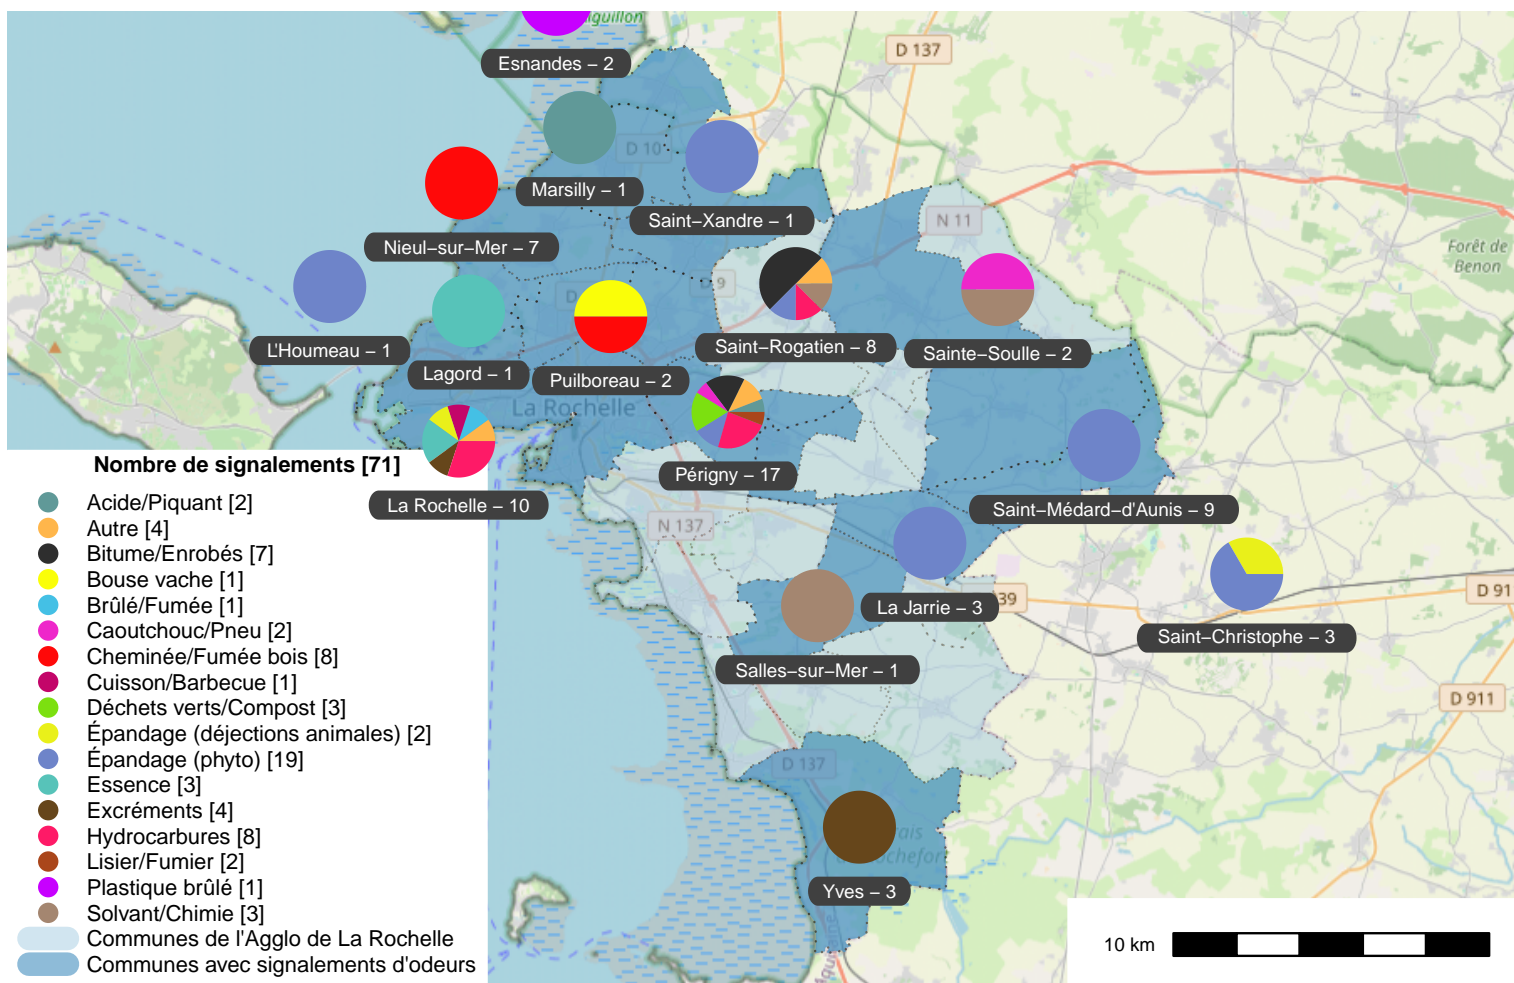 iguillon
D 137
Esnandes – 2
D 10
Marsilly – 1
Saint–Xandre – 1
N 11
Nieul–sur–Mer – 7
Forêt de
Benon
D 9
D
L'Houmeau – 1
Saint–Rogatien – 8
Sainte–Soulle – 2
Lagord – 1
Puilboreau – 2
La Rochelle
Nombre de signalements [71]
Périgny – 17
La Rochelle – 10
Saint–Médard–d'Aunis – 9
N 137
Acide/Piquant [2]
Autre [4]
Bitume/Enrobés [7]
Bouse vache [1]
Brûlé/Fumée [1]
Caoutchouc/Pneu [2]
Cheminée/Fumée bois [8]
Cuisson/Barbecue [1]
Déchets verts/Compost [3]
Épandage (déjections animales) [2]
Épandage (phyto) [19]
Essence [3]
Excréments [4]
Hydrocarbures [8]
Lisier/Fumier [2]
Plastique brûlé [1]
Solvant/Chimie [3]
Communes de l'Agglo de La Rochelle
Communes avec signalements d'odeurs
La Jarrie – 3
39
D 91
Saint–Christophe – 3
Salles–sur–Mer – 1
D 911
D 137
rais
ochefort
Yves – 3
10 km